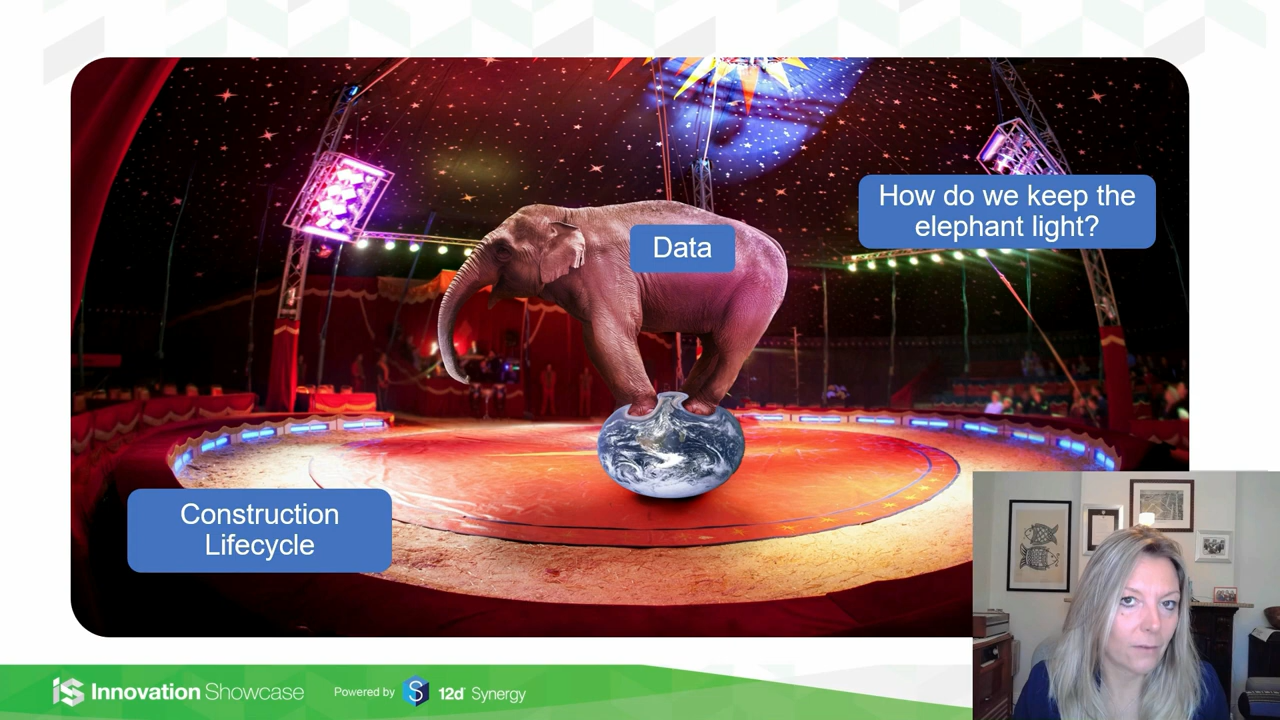 How do we keep the
elephant light?
Data
Construction
Lifecycle
Innovation Showcase
Powered by 12d Synergy